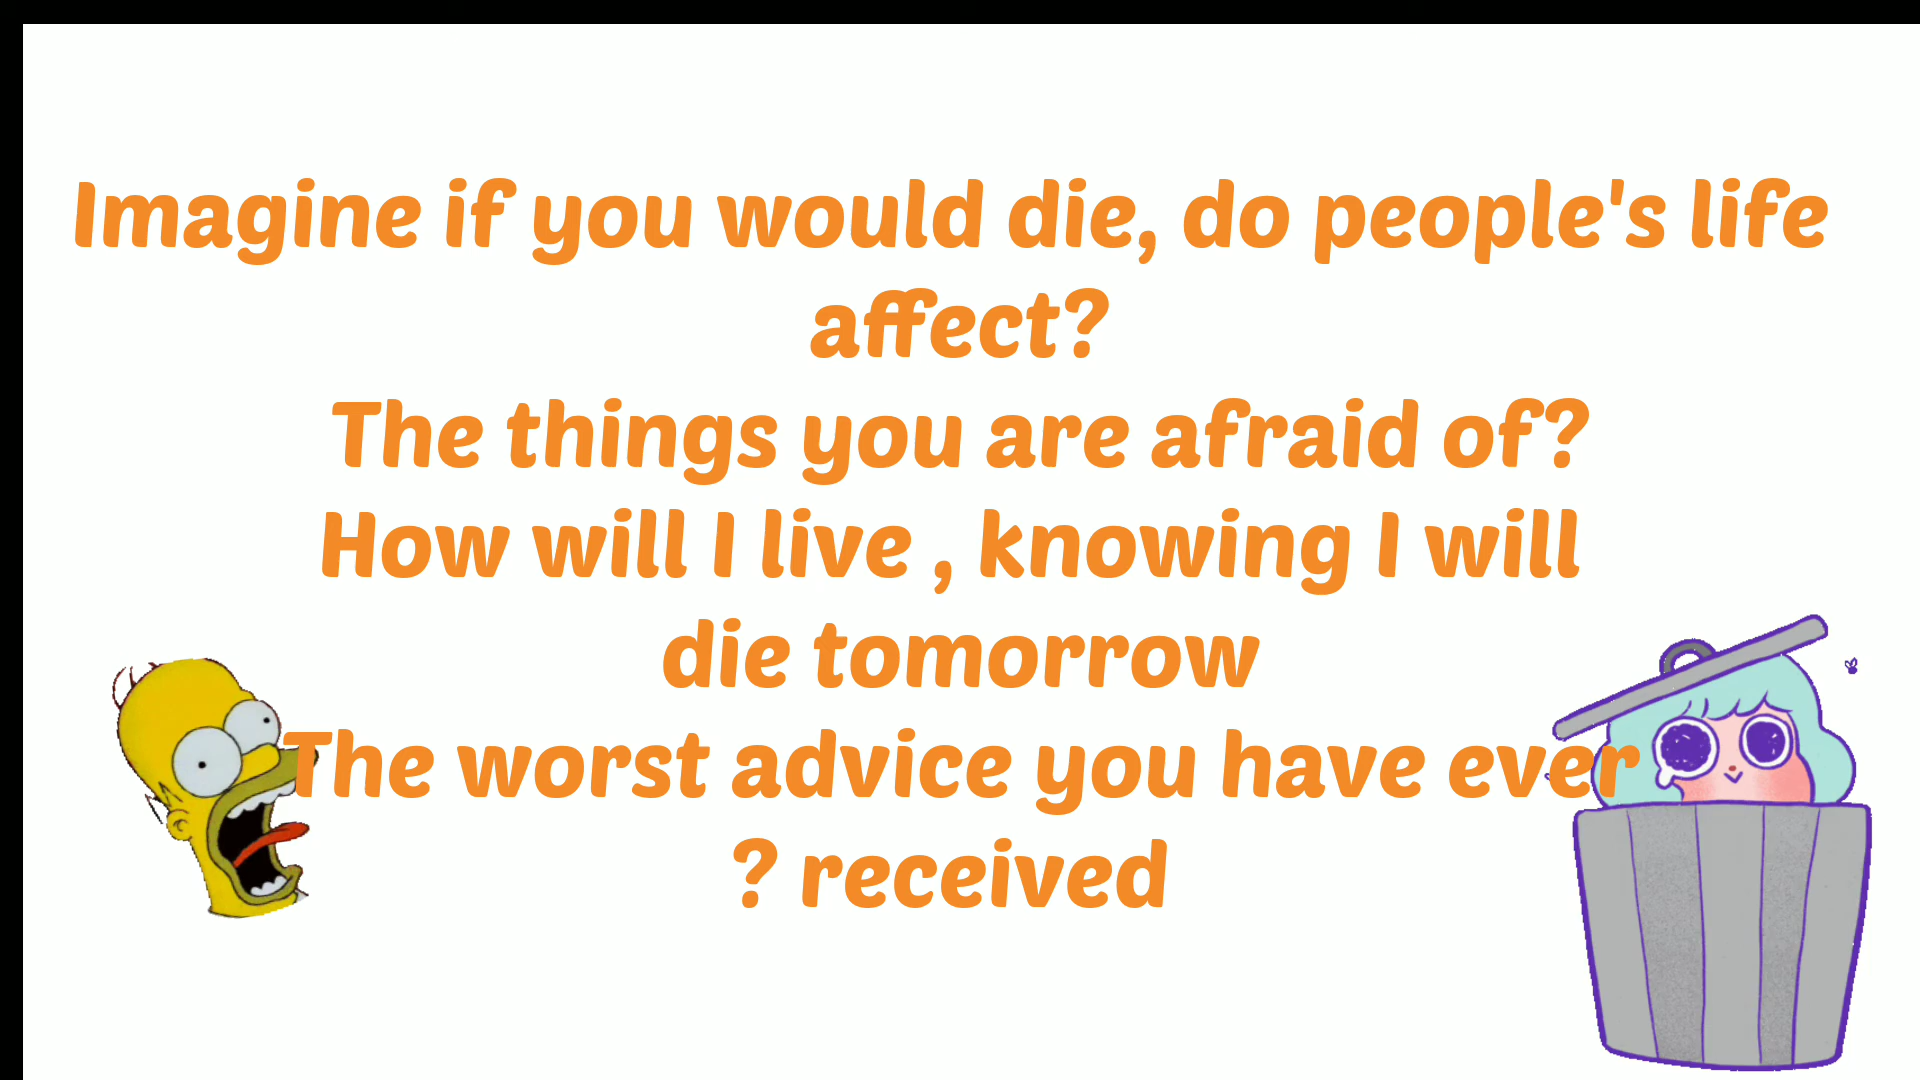 Imagine if you would die, do people's life
affect?
The things you are afraid of?
How will I live , knowing I will
die tomorrow
The worst advice you have ever
? received